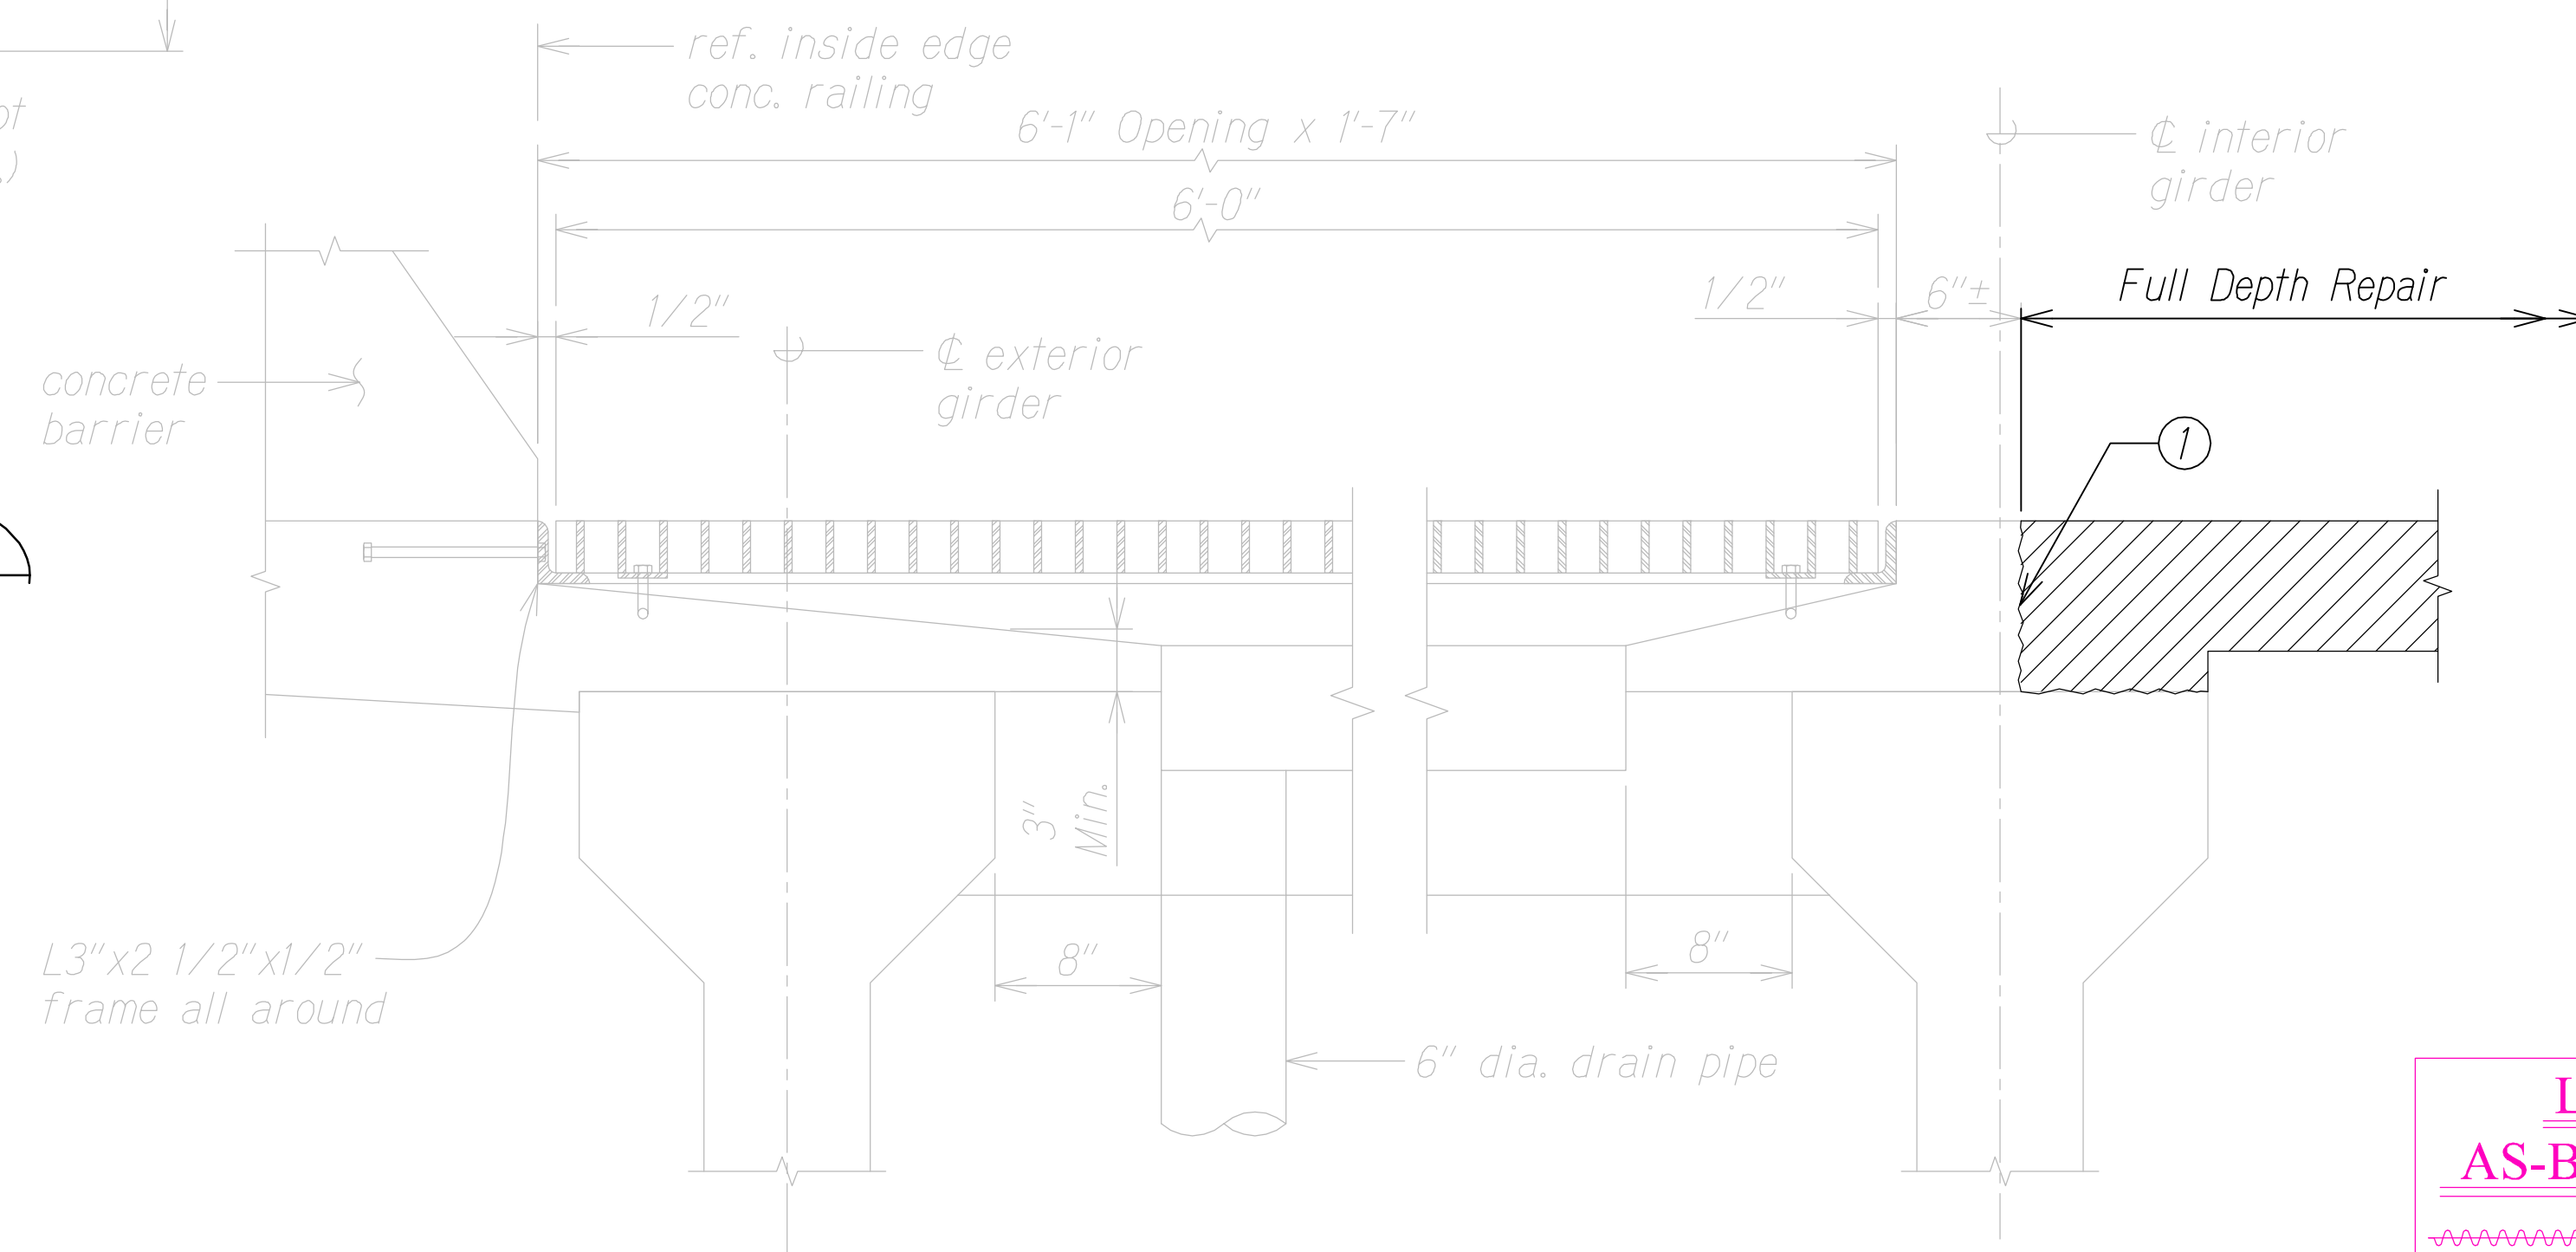 ref. inside edge
conc. railing
6'-1" Opening x 1'-7"
℄ interior
girder
6'-0"
1/2"
1/2"
6"±
Full Depth Repair
℄ exterior
girder
concrete
barrier
1
3"
Min.
8"
8"
L3"x2 1/2"x1/2"
frame all around
6" dia. drain pipe
L
AS-B